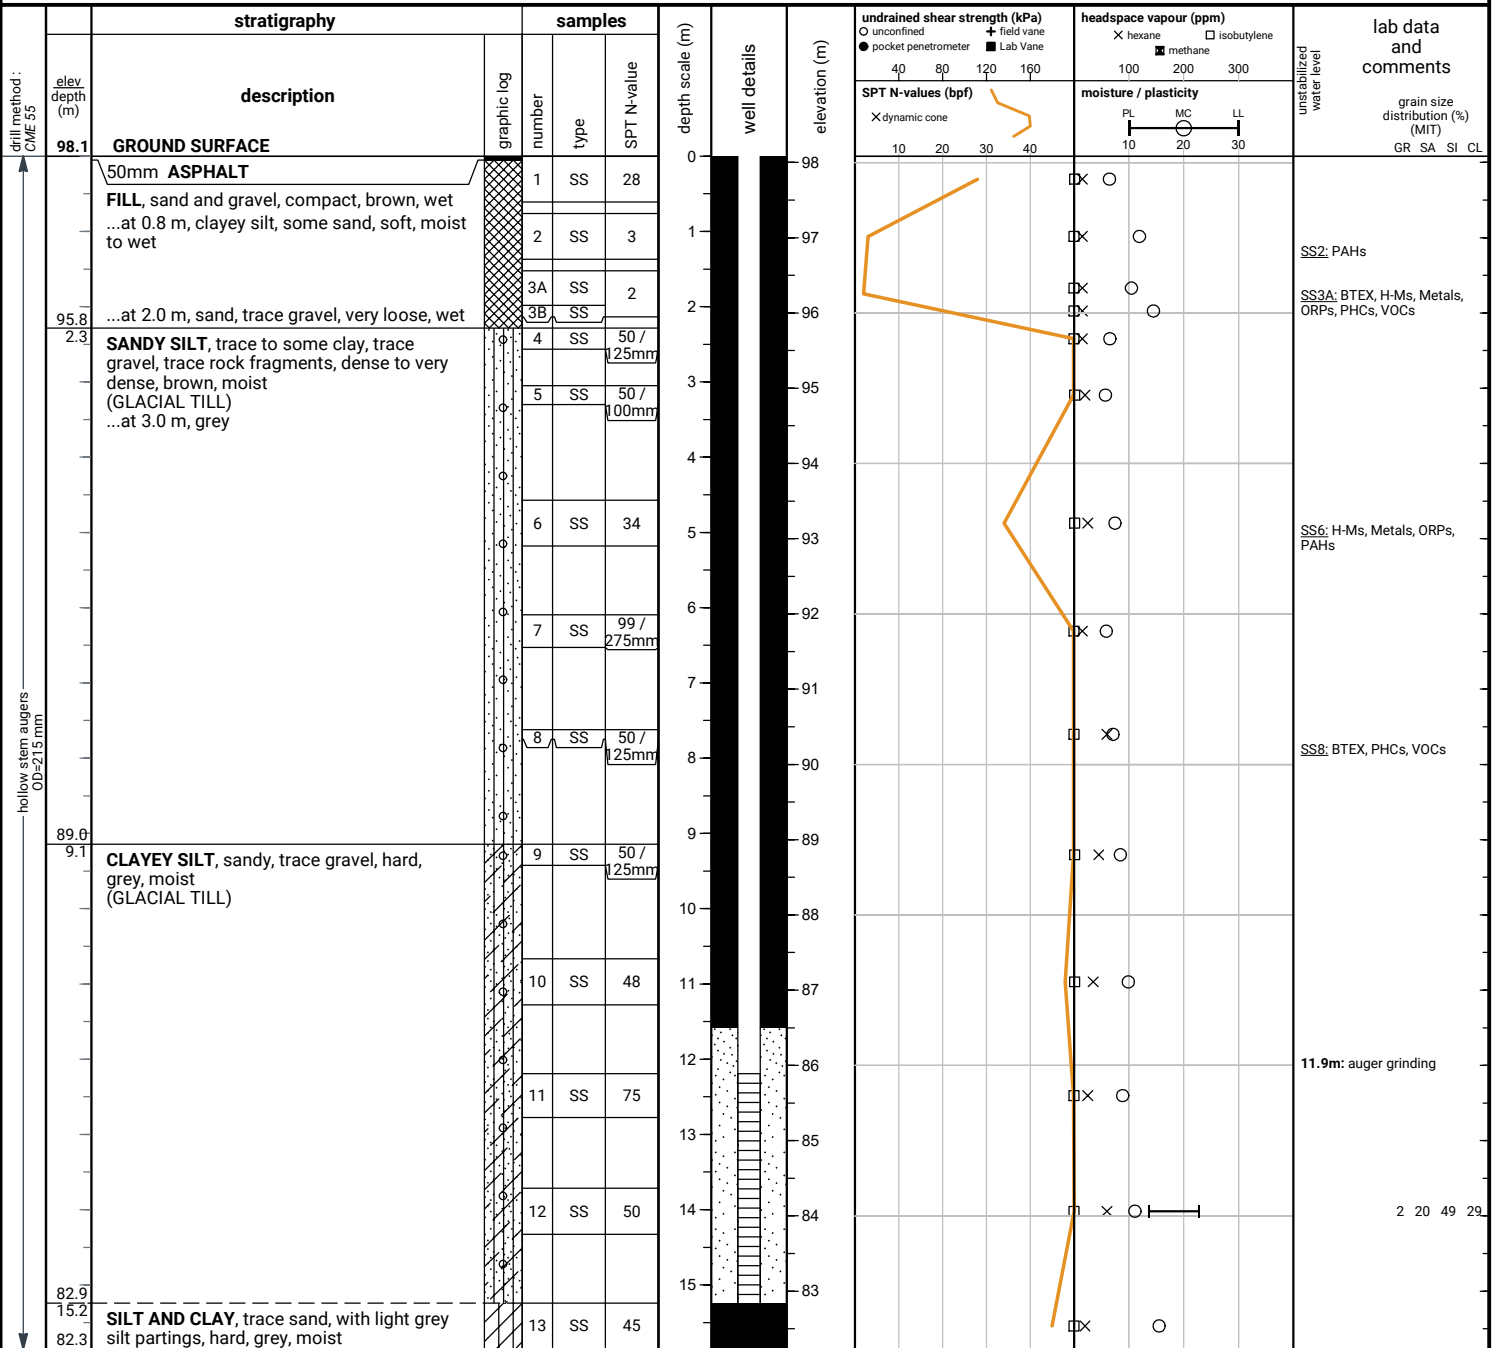 stratigraphy
samples
undrained shear strength (kPa)
unconfined
field vane
pocket penetrometer
Lab Vane
40 80 120 160
SPT N-values (bpf)
dynamic cone
10 20 30 40
headspace vapour (ppm)
hexane
isobutylene
methane
100 200 300
moisture / plasticity
PL MC LL
10 20 30
lab data
and
comments
grain size
distribution (%)
(MIT)
GR SA SI CL
unstabilized
water level
drill method :
CME 55
elev
depth
(m)
description
graphic log
number
type
SPT N-value
depth scale (m)
well details
elevation (m)
98.1 GROUND SURFACE
50mm ASPHALT
FILL, sand and gravel, compact, brown, wet
...at 0.8 m, clayey silt, some sand, soft, moist
to wet
...at 2.0 m, sand, trace gravel, very loose, wet
95.8
2.3
SANDY SILT, trace to some clay, trace
gravel, trace rock fragments, dense to very
dense, brown, moist
(GLACIAL TILL)
...at 3.0 m, grey
89.0
9.1
CLAYEY SILT, sandy, trace gravel, hard,
grey, moist
(GLACIAL TILL)
82.9
15.2
SILT AND CLAY, trace sand, with light grey
silt partings, hard, grey, moist
82.3
hollow stem augers
OD=215 mm
1 SS 28
2 SS 3
3A SS 2
3B SS
4 SS 50 /
125mm
5 SS 50 /
100mm
6 SS 34
7 SS 99 /
275mm
8 SS 50 /
125mm
9 SS 50 /
125mm
10 SS 48
11 SS 75
12 SS 50
13 SS 45
0
1
2
3
4
5
6
7
8
9
10
11
12
13
14
15
98
97
96
95
94
93
92
91
90
89
88
87
86
85
84
83
SS2: PAHs
SS3A: BTEX, H-Ms, Metals,
ORPs, PHCs, VOCs
SS6: H-Ms, Metals, ORPs,
PAHs
SS8: BTEX, PHCs, VOCs
11.9m: auger grinding
2 20 49 29